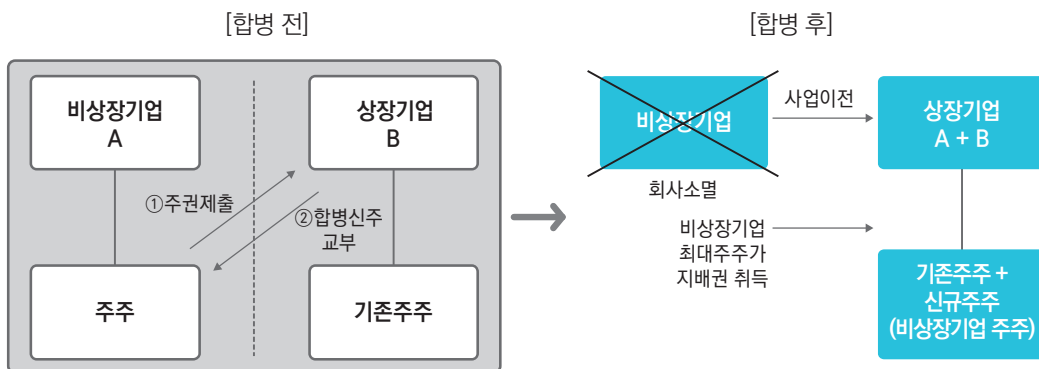 [합병 전]
비상장기업
A
상장기업
B
①주권제출
②합병신주
교부
주주
기존주주
[합병 후]
비상장기업
사업이전
상장기업
A + B
회사소멸
비상장기업
최대주주가
지배권 취득
기존주주 +
신규주주
(비상장기업 주주)